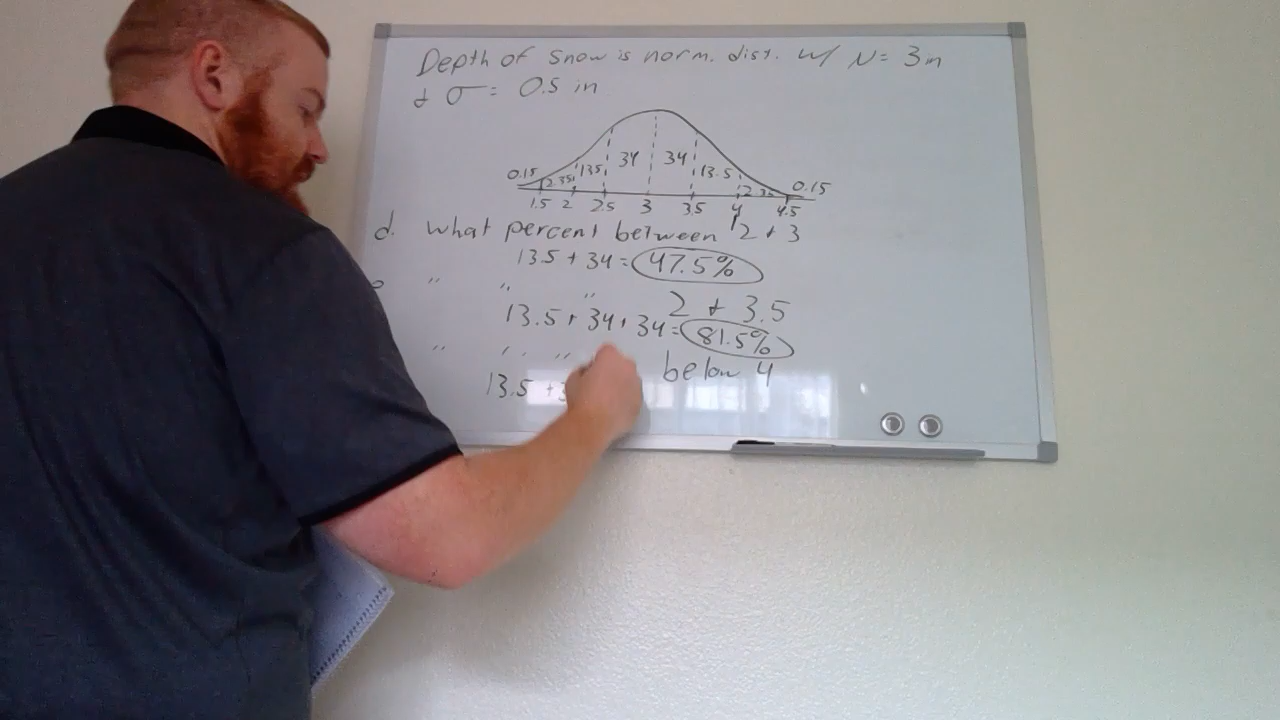 Depth of Snow is norm. dist. w/ μ = 3 in
+ σ = 0.5 in
0.15 2.35 13.5 34 34 13.5 2.35 0.15
1.5 2 2.5 3 3.5 4 4.5
d. what percent between 2 + 3
13.5 + 34 = 47.5%
" " " 2 + 3.5
13.5 + 34 + 34 = 81.5%
" " " below 4
13.5 + 3